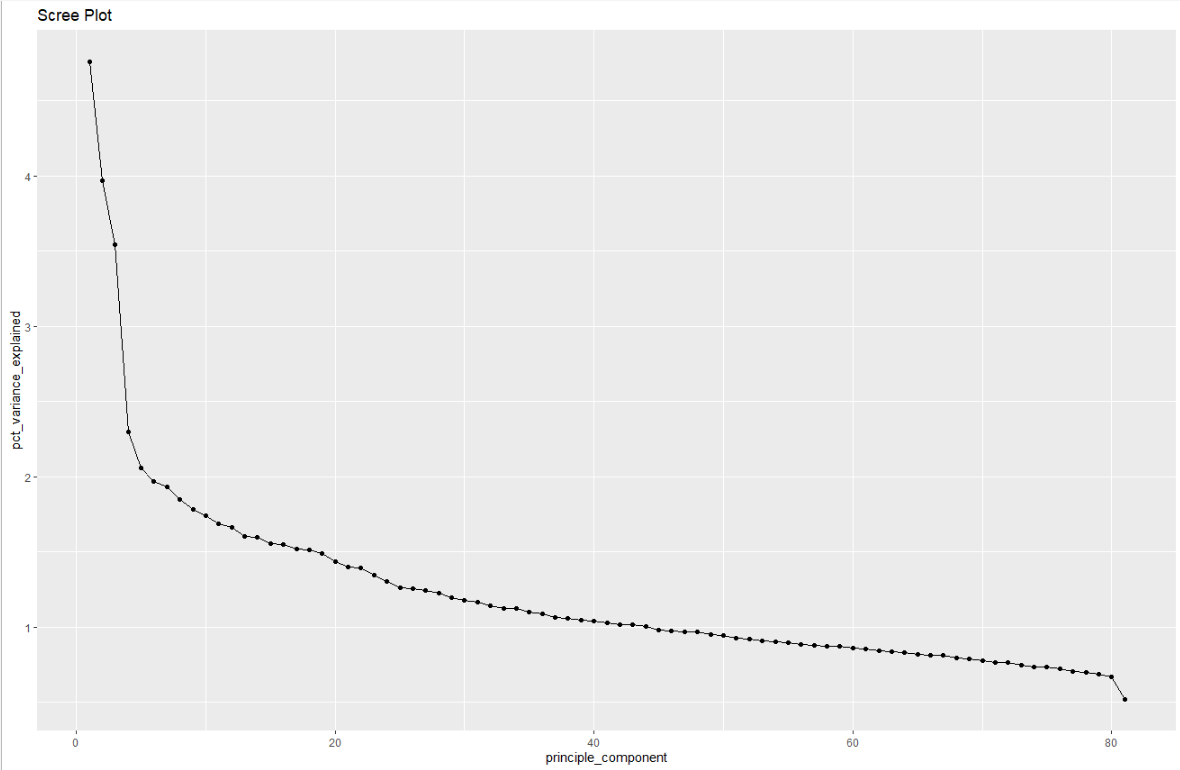 Scree Plot
4
3
2
1
pct_variance_explained
0 20 40 60 80
principle_component